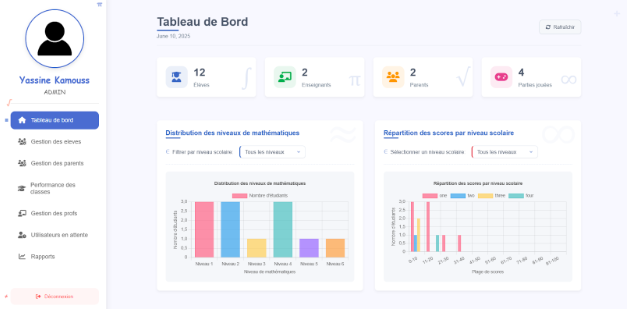 Yassine Kamouss
ADMIN
Tableau de bord
Gestion des élèves
Gestion des parents
Performance des
classes
Gestion des profs
Utilisateurs en attente
Rapports
Déconnexion
Tableau de Bord
June 10, 2025
Rafraîchir
12
Élèves
2
Enseignants
π
2
Parents
√
4
Parties jouées
∞
Distribution des niveaux de mathématiques
Filtrer par niveau scolaire
Tous les niveaux
Distribution des niveaux de mathématiques
Nombre d'étudiants
3,0
2,5
2,0
1,5
1,0
0,5
0
Nombre d'étudiants
Niveau 1 Niveau 2 Niveau 3 Niveau 4 Niveau 5 Niveau 6
Niveaux de mathématiques
Répartition des scores par niveau scolaire
Sélectionner un niveau scolaire
Tous les niveaux
Répartition des scores par niveau scolaire
one two three four
3,0
2,5
2,0
1,5
1,0
0,5
0
Nombre d'étudiants
0-10 11-20 21-30 31-40 41-50 51-60 61-70 71-80 81-90 91-100
Plage de scores